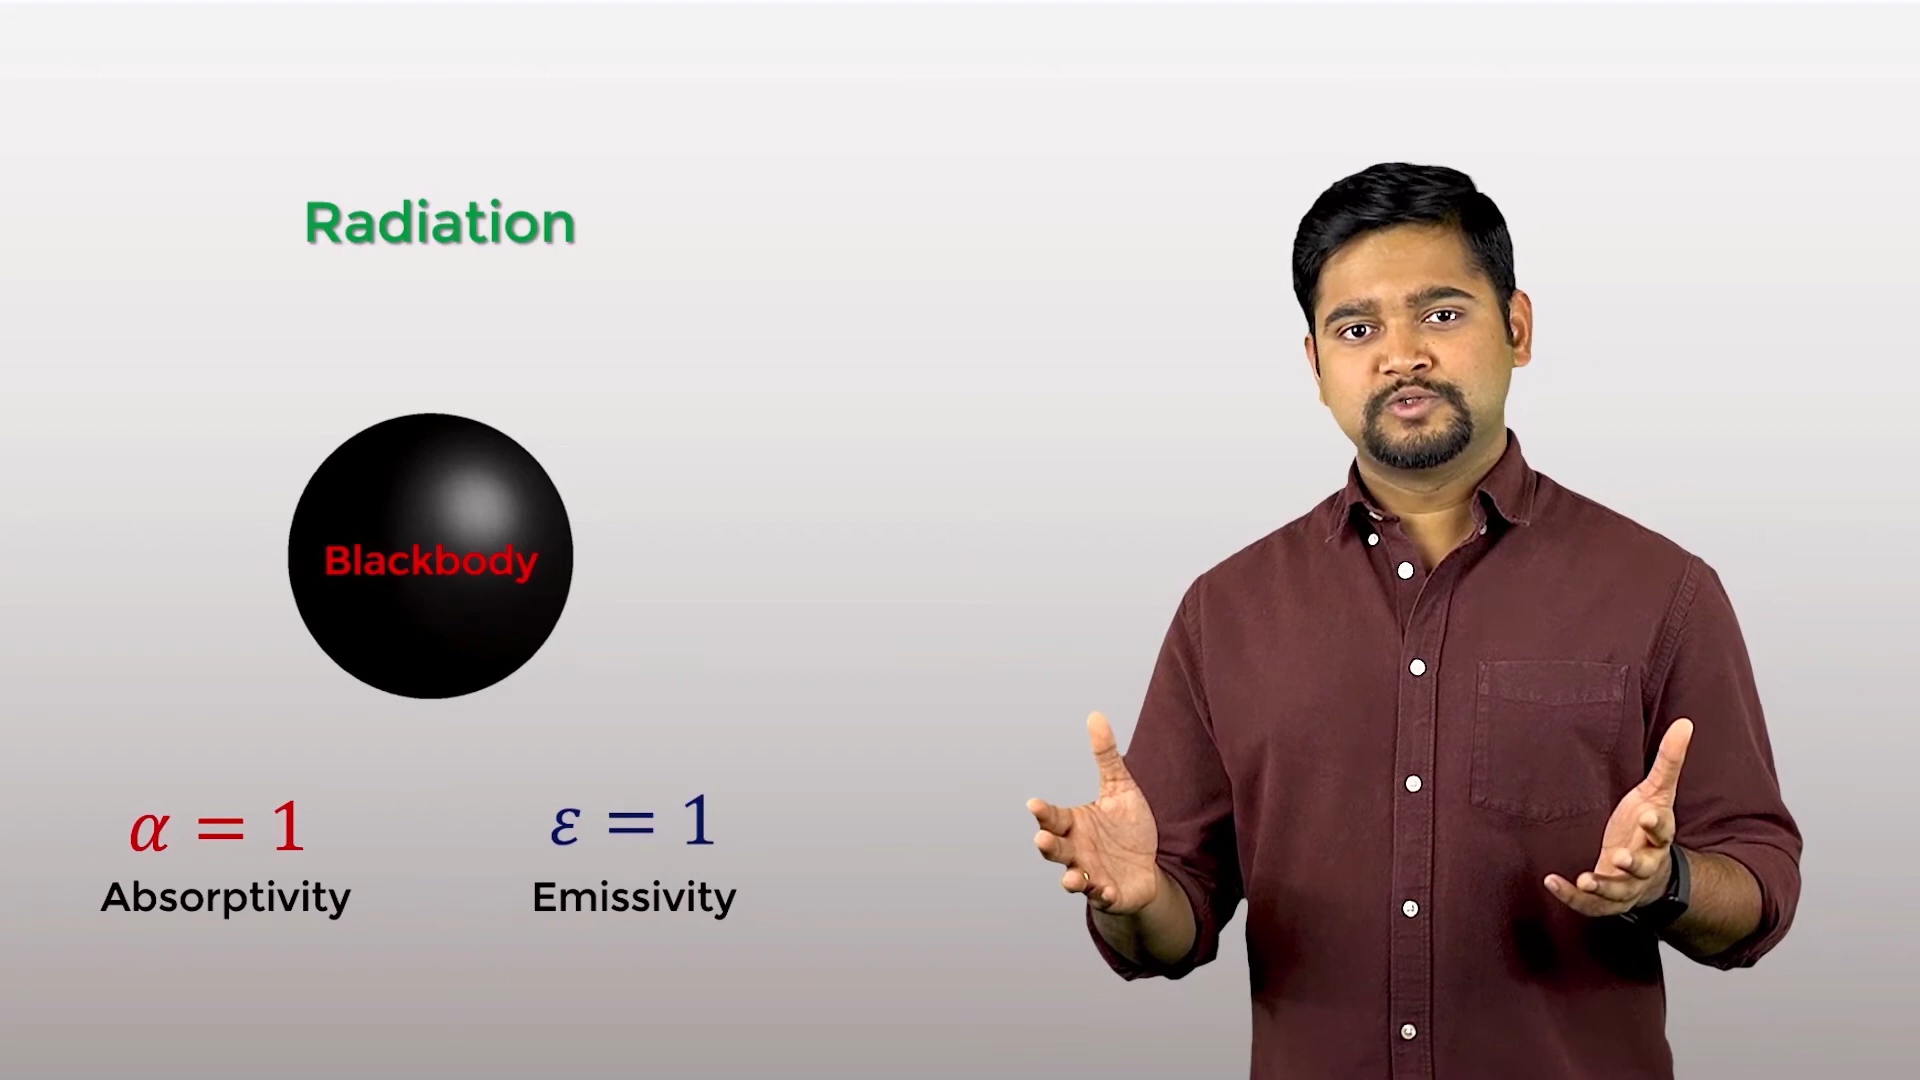 Radiation
Blackbody
α = 1
Absorptivity
ε = 1
Emissivity